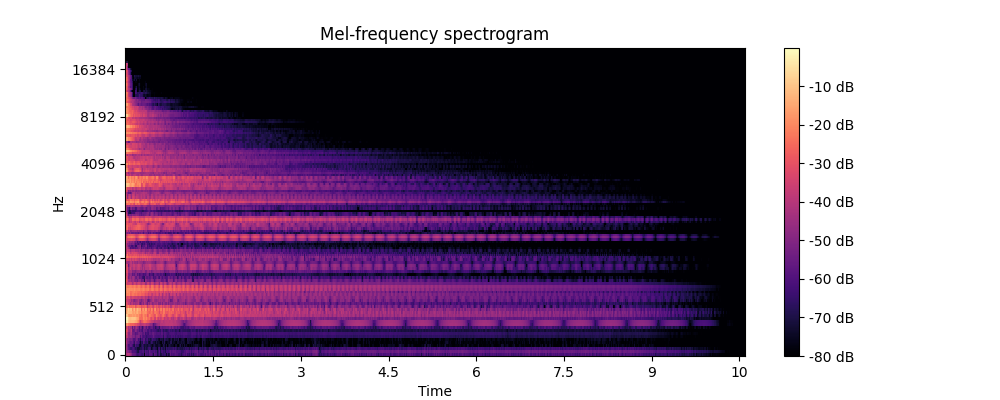 Mel-frequency spectrogram
Hz
16384
8192
4096
2048
1024
512
0
0 1.5 3 4.5 6 7.5 9 10
Time
-10 dB
-20 dB
-30 dB
-40 dB
-50 dB
-60 dB
-70 dB
-80 dB